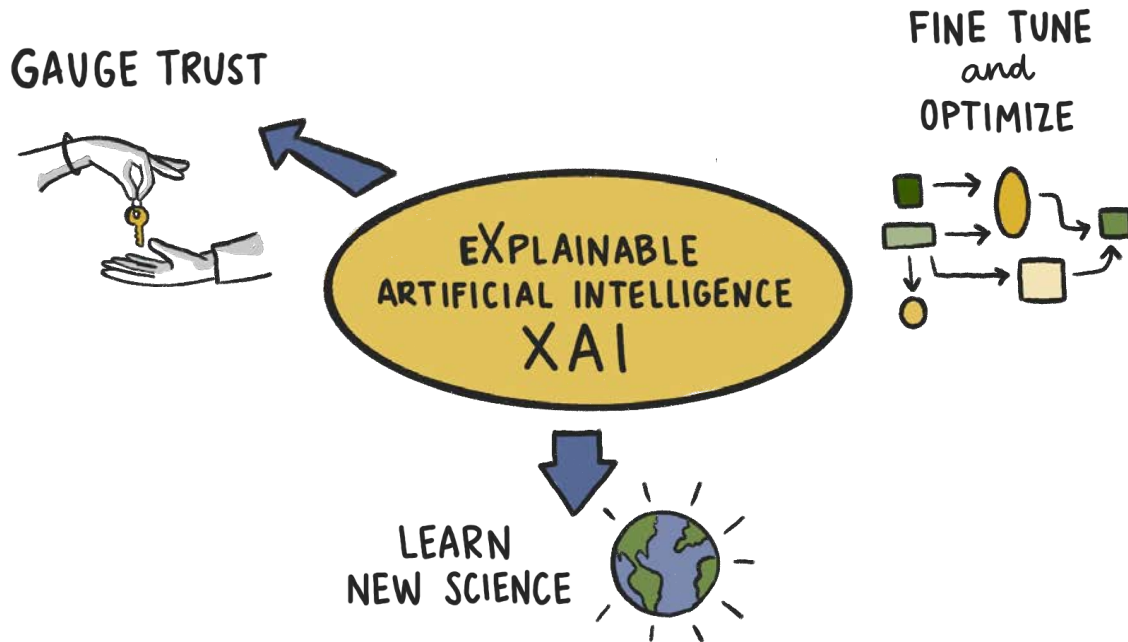 GAUGE TRUST
FINE TUNE
and
OPTIMIZE
eXPLAINABLE
ARTIFICIAL INTELLIGENCE
XAI
LEARN
NEW SCIENCE